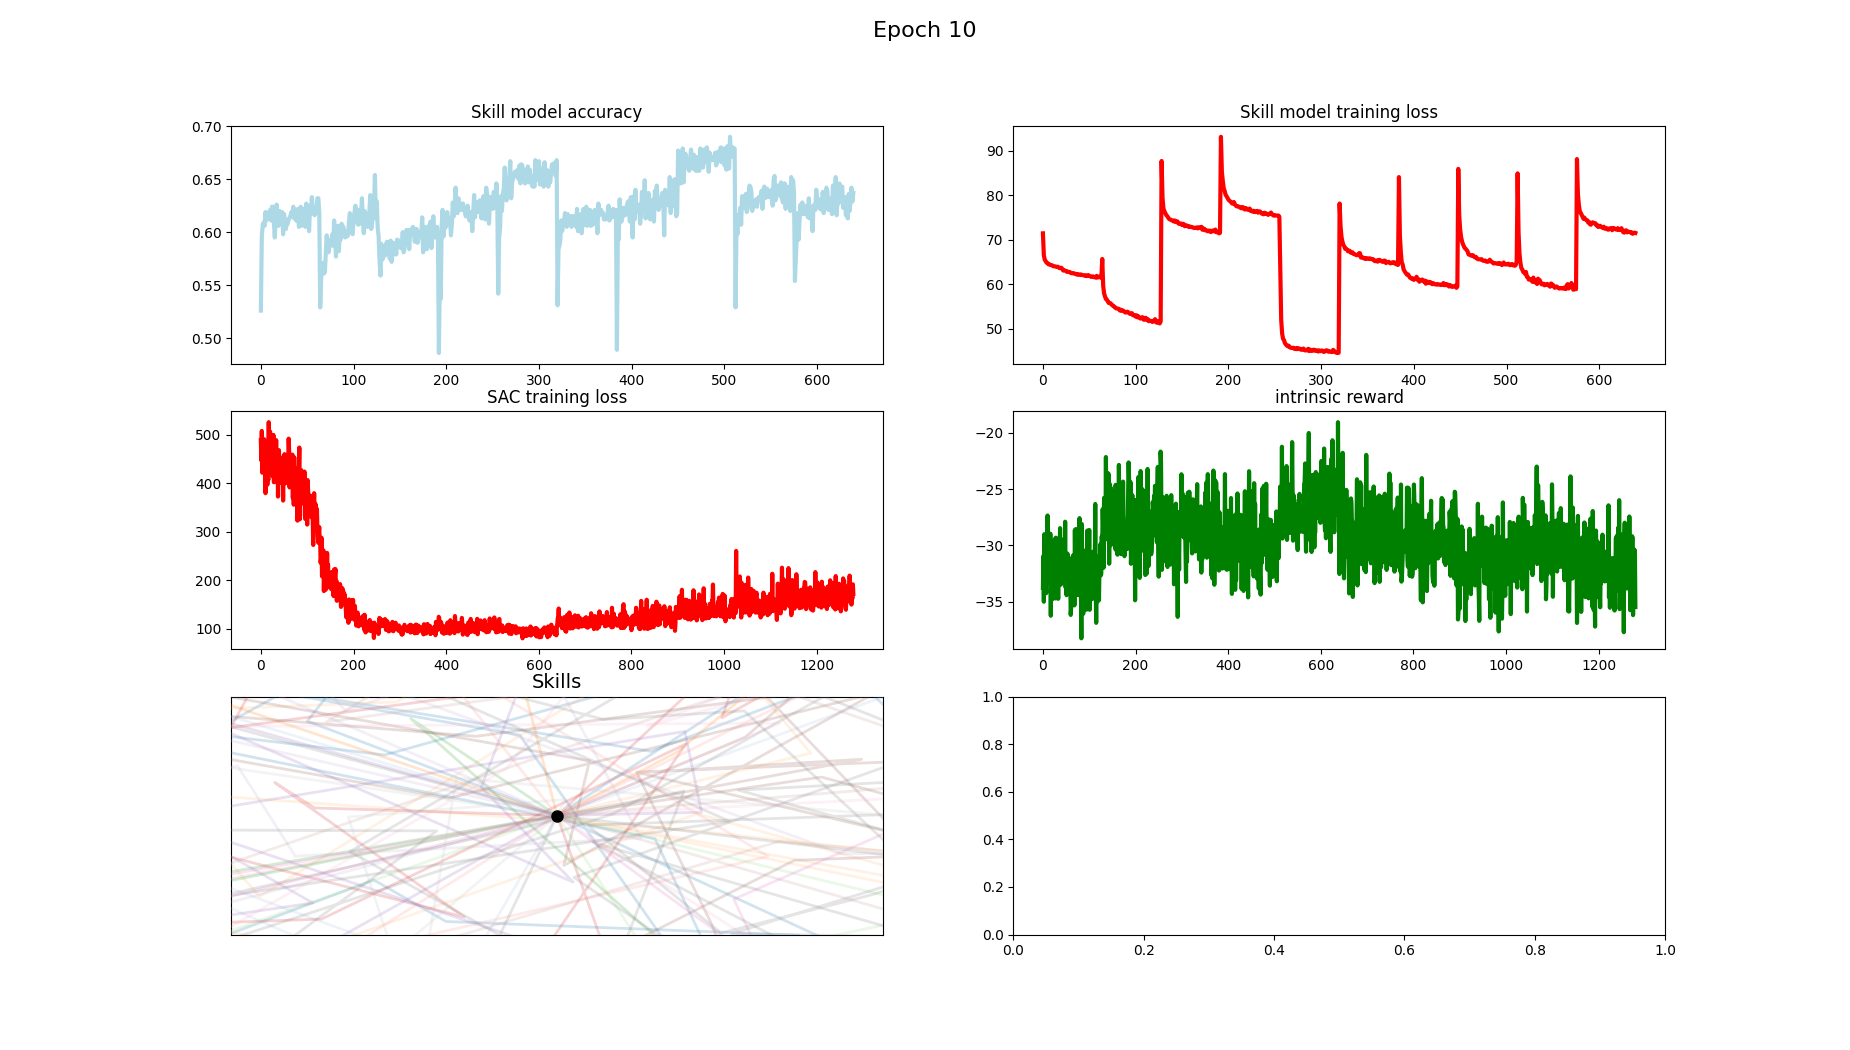 Epoch 10
Skill model accuracy
0.70
0.65
0.60
0.55
0.50
0 100 200 300 400 500 600
Skill model training loss
90
80
70
60
50
0 100 200 300 400 500 600
SAC training loss
500
400
300
200
100
0 200 400 600 800 1000 1200
intrinsic reward
−20
−25
−30
−35
0 200 400 600 800 1000 1200
Skills
1.0
0.8
0.6
0.4
0.2
0.0
0.0 0.2 0.4 0.6 0.8 1.0